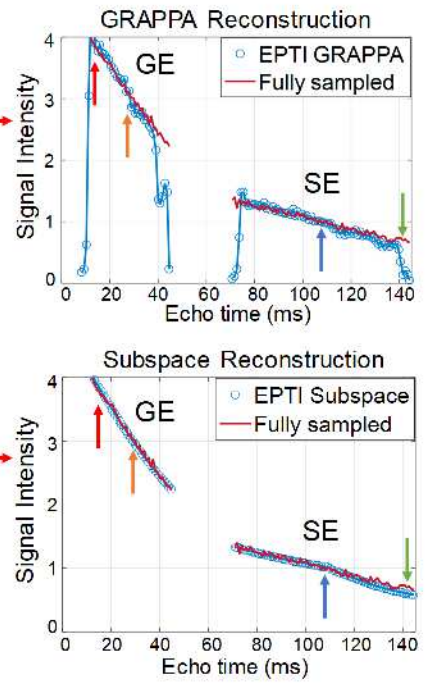 GRAPPA Reconstruction
4
3
2
1
0
Signal Intensity
GE
SE
EPTI GRAPPA
Fully sampled
0 20 40 60 80 100 120 140
Echo time (ms)
Subspace Reconstruction
4
3
2
1
0
Signal Intensity
GE
SE
EPTI Subspace
Fully sampled
0 20 40 60 80 100 120 140
Echo time (ms)